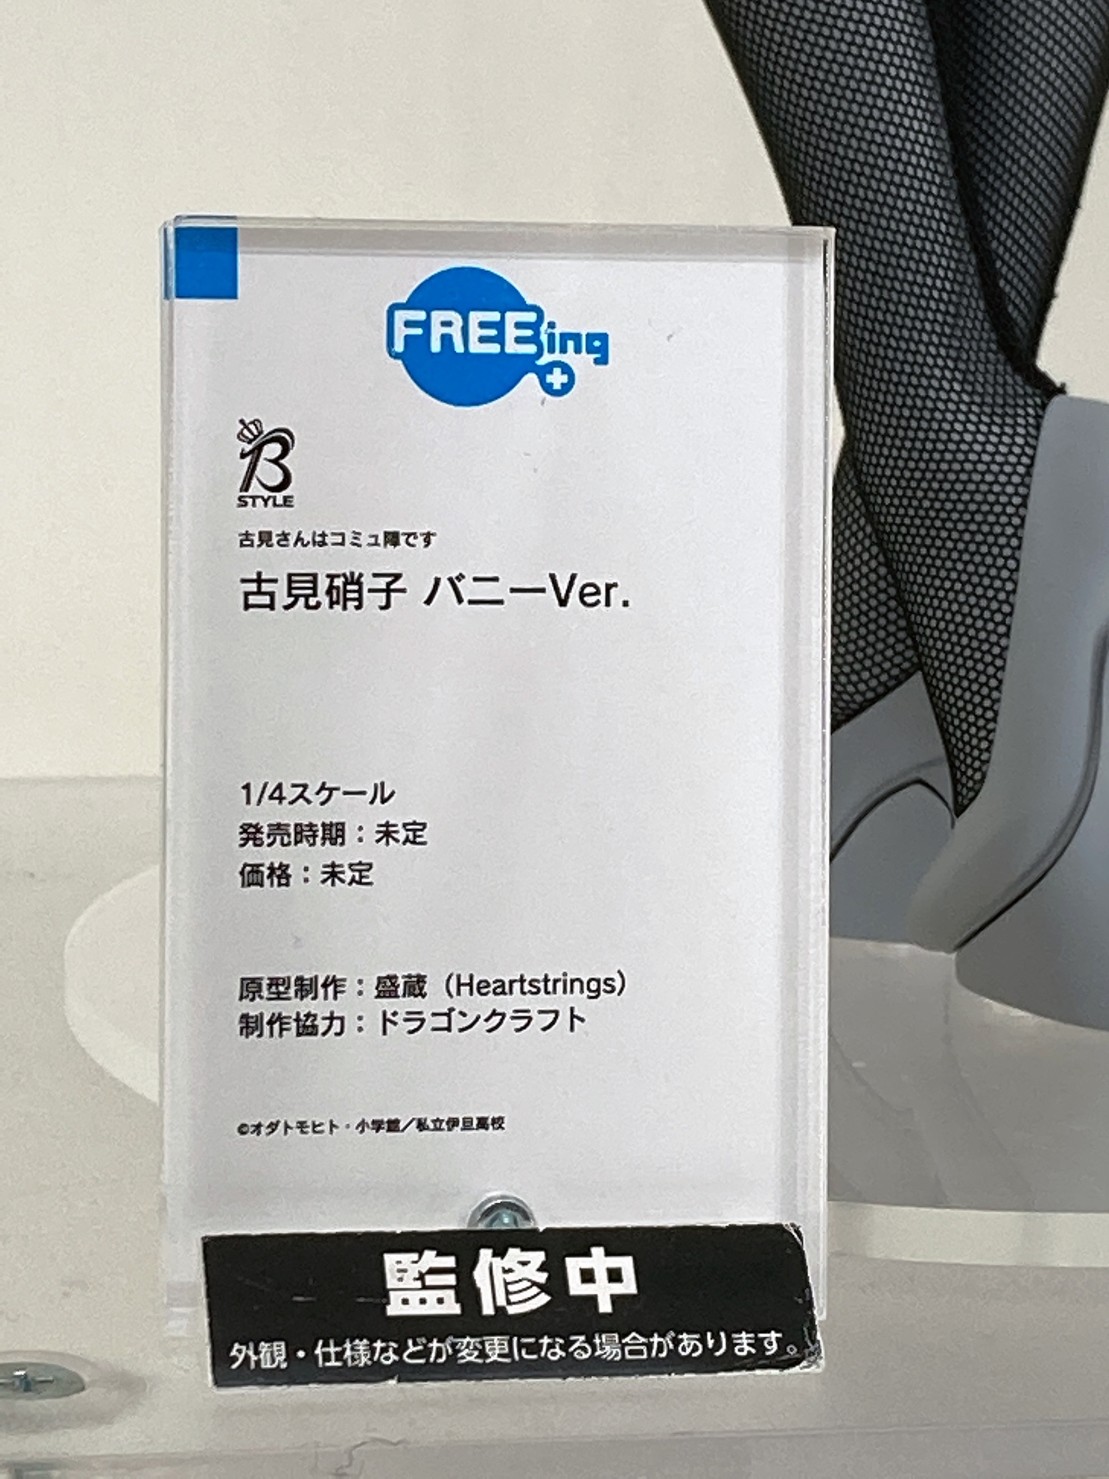 FREEing
B
STYLE
古見さんはコミュ障です
古見硝子 バニーVer.
1/4スケール
発売時期：未定
価格：未定
原型制作：盛蔵（Heartstrings）
制作協力：ドラゴンクラフト
©オダトモヒト・小学館／私立伊旦高校
監修中
外観・仕様などが変更になる場合があります。